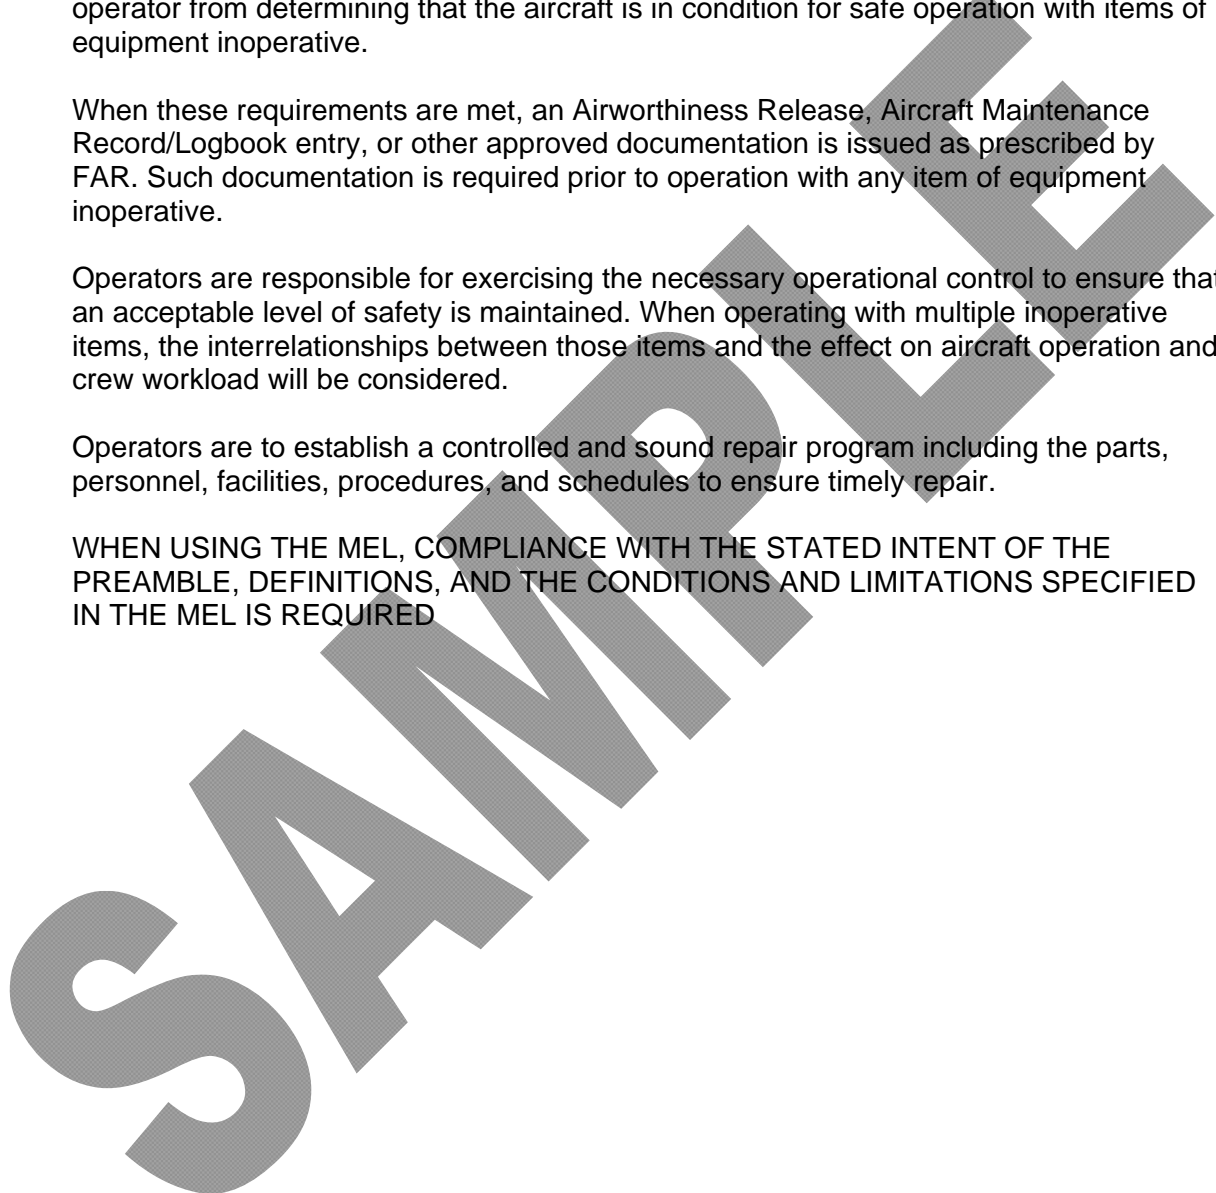 operator from determining that the aircraft is in condition for safe operation with items of
equipment inoperative.
When these requirements are met, an Airworthiness Release, Aircraft Maintenance
Record/Logbook entry, or other approved documentation is issued as prescribed by
FAR. Such documentation is required prior to operation with any item of equipment
inoperative.
Operators are responsible for exercising the necessary operational control to ensure that
an acceptable level of safety is maintained. When operating with multiple inoperative
items, the interrelationships between those items and the effect on aircraft operation and
crew workload will be considered.
Operators are to establish a controlled and sound repair program including the parts,
personnel, facilities, procedures, and schedules to ensure timely repair.
WHEN USING THE MEL, COMPLIANCE WITH THE STATED INTENT OF THE
PREAMBLE, DEFINITIONS, AND THE CONDITIONS AND LIMITATIONS SPECIFIED
IN THE MEL IS REQUIRED
SAMPLE